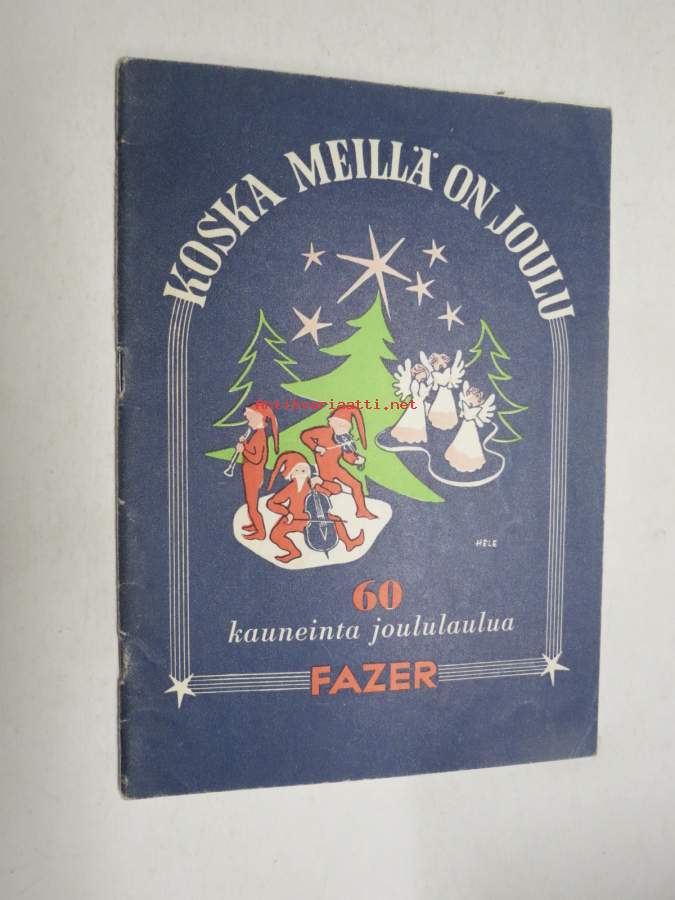 KOSKA MEILLÄ ON JOULU
antikvariaatti.net
HELE
60
kauneinta joululaulua
FAZER